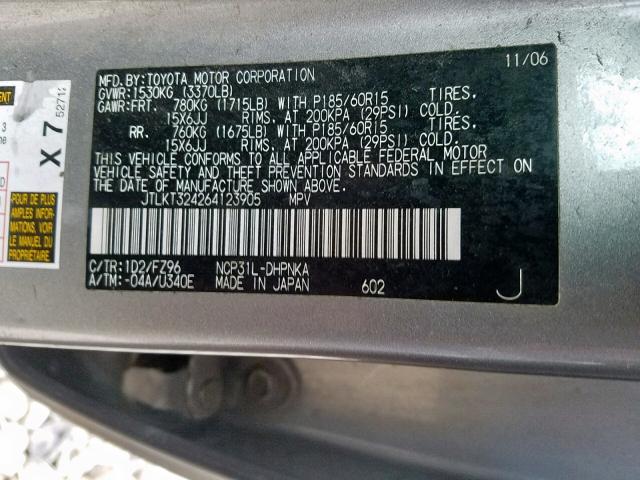 11/06
MFD.BY:TOYOTA MOTOR CORPORATION
GVWR:1530KG (3370LB)
GAWR:FRT. 780KG (1715LB) WITH P185/60R15 TIRES.
15X6JJ RIMS. AT 200KPA (29PSI) COLD.
RR. 760KG (1675LB) WITH P185/60R15 TIRES.
15X6JJ RIMS. AT 200KPA (29PSI) COLD.
THIS VEHICLE CONFORMS TO ALL APPLICABLE FEDERAL MOTOR
VEHICLE SAFETY AND THEFT PREVENTION STANDARDS IN EFFECT ON
THE DATE OF MANUFACTURE SHOWN ABOVE.
JTLKT324264123905 MPV
C/TR:1D2/FZ96 NCP31L-DHPNKA
A/TM:-04A/U340E MADE IN JAPAN 602 J
X 7
52712
POUR DE PLUS
AMPLES INFOR-
MATIONS, VOIR
LE MANUEL DU